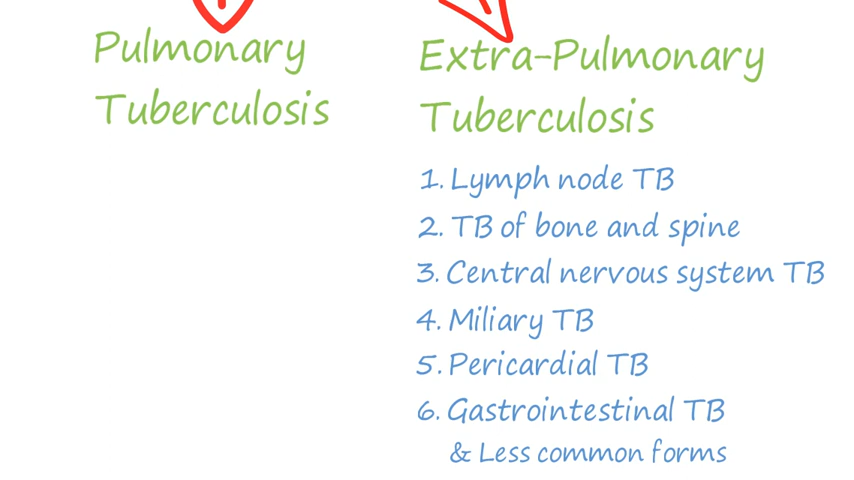 Pulmonary
Tuberculosis
Extra-Pulmonary
Tuberculosis
1. Lymph node TB
2. TB of bone and spine
3. Central nervous system TB
4. Miliary TB
5. Pericardial TB
6. Gastrointestinal TB
& Less common forms